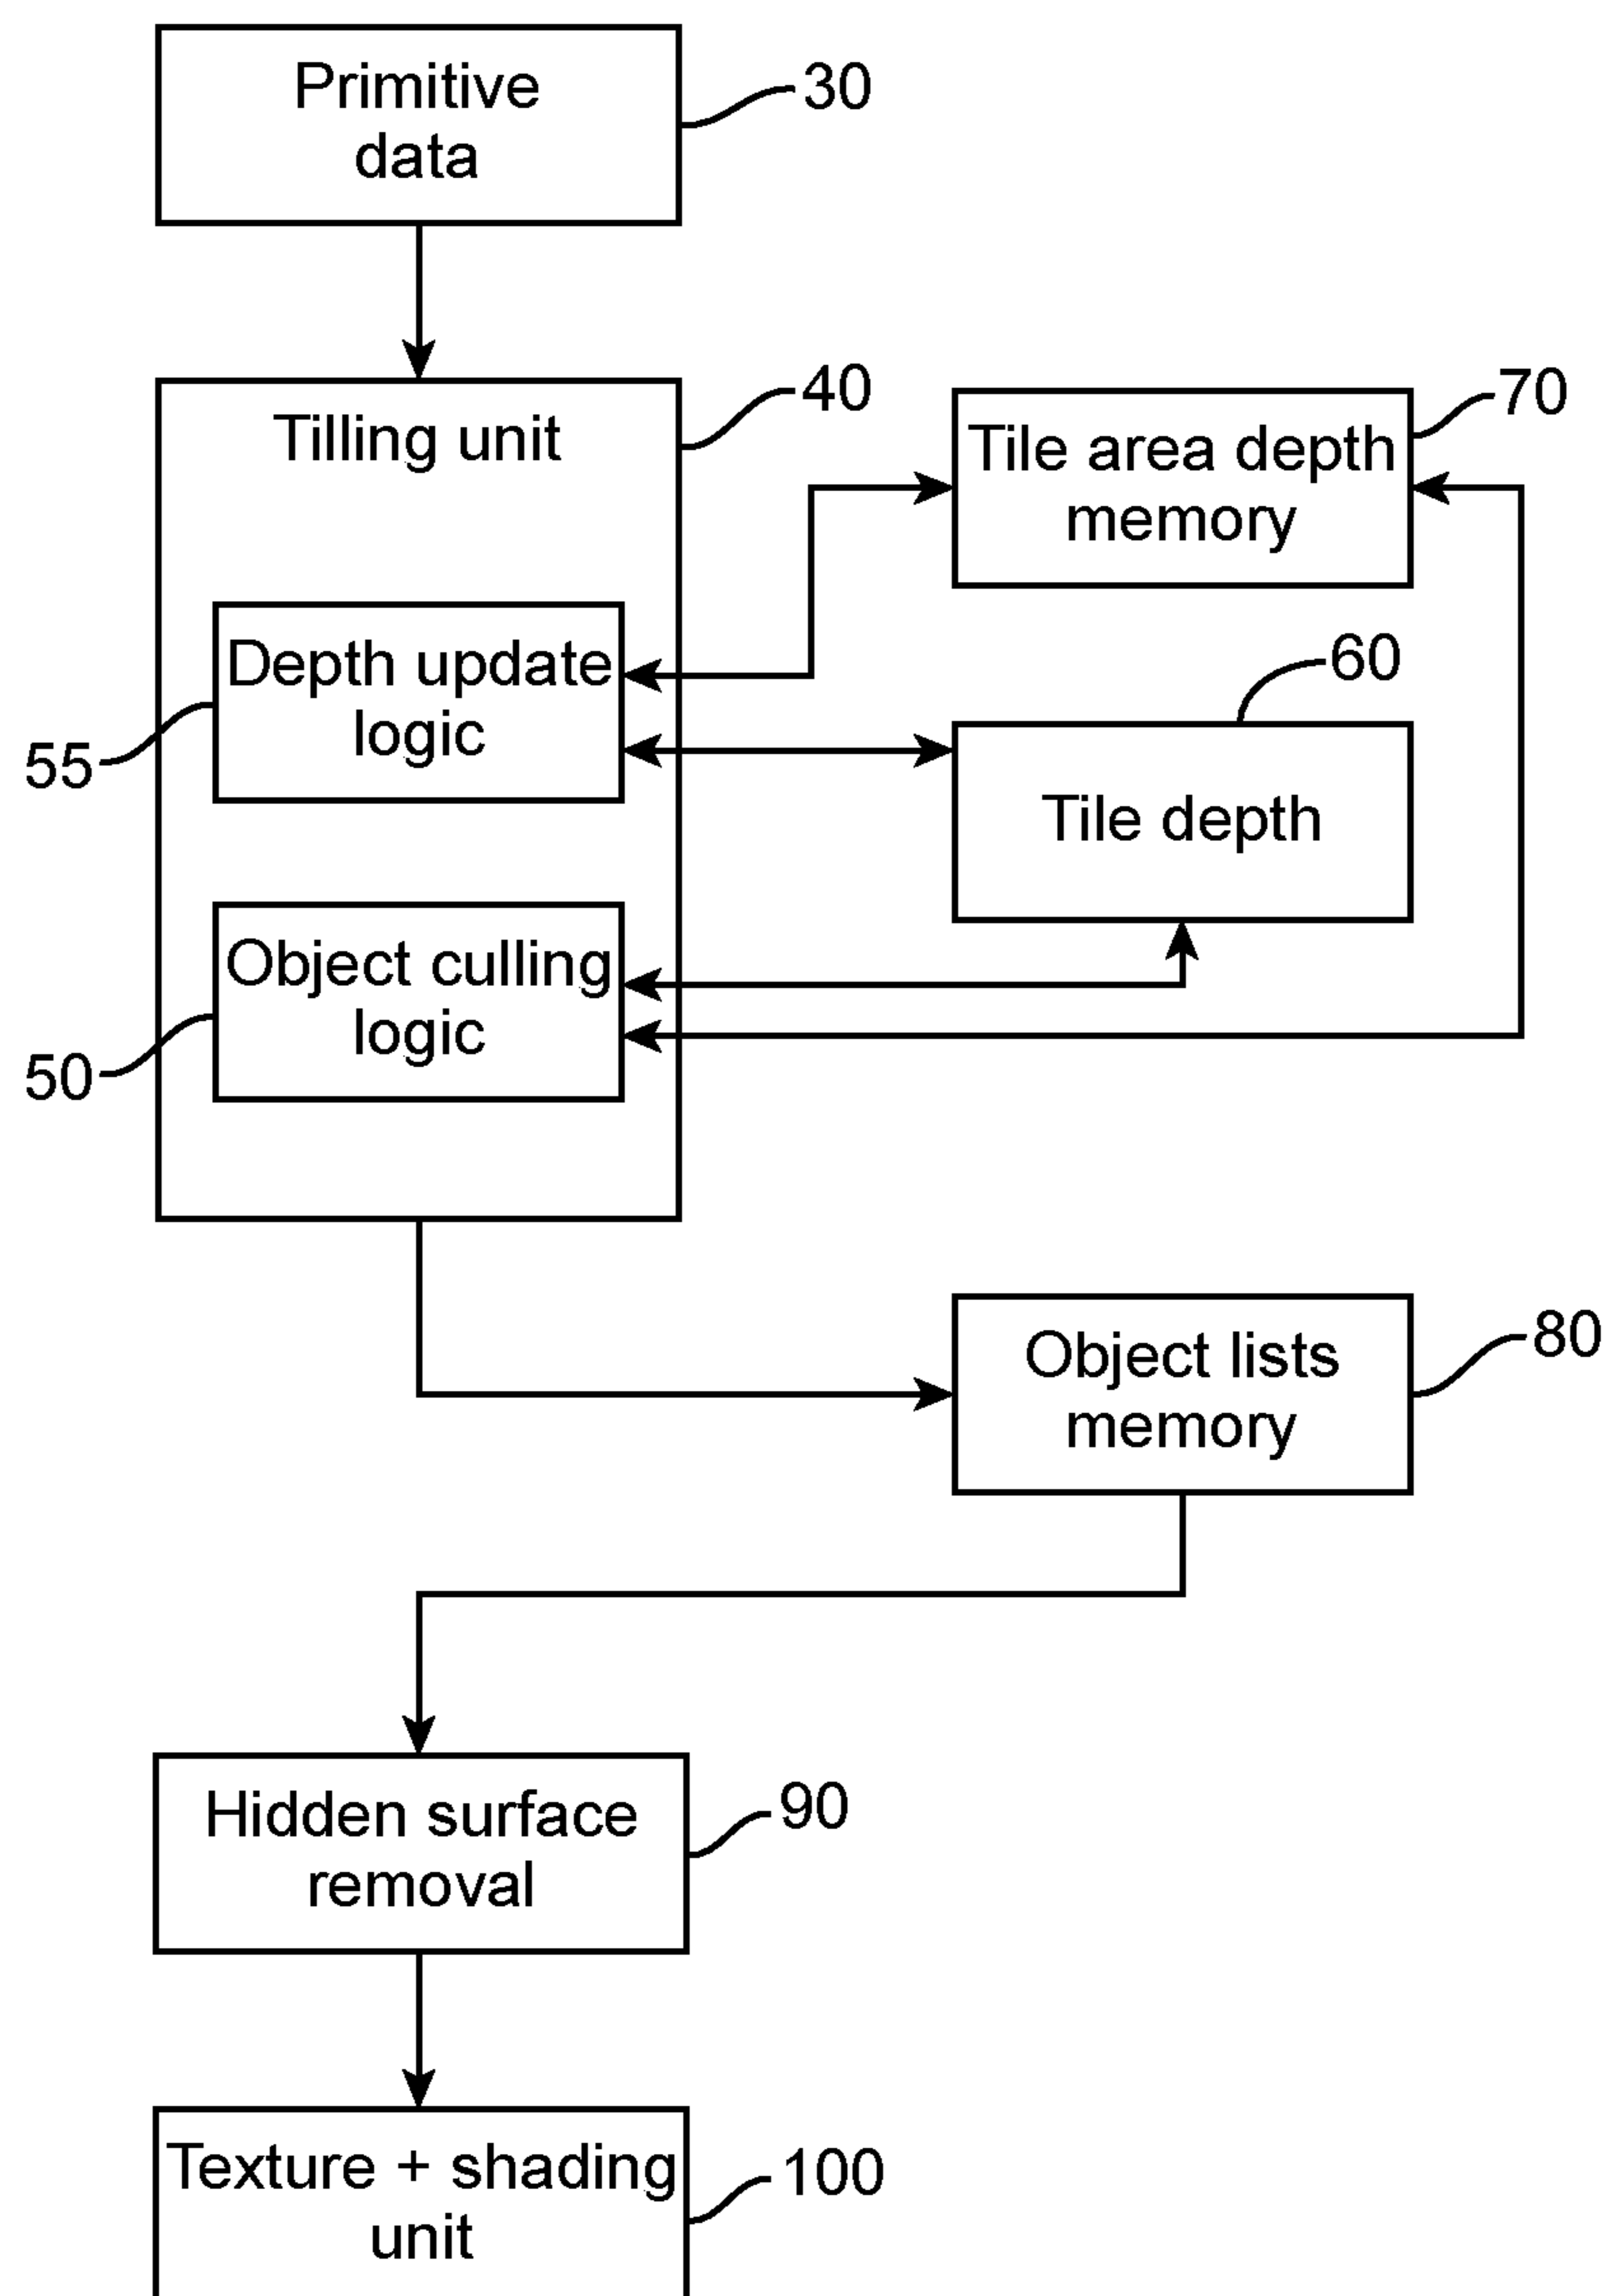 Primitive
data
30
Tilling unit
40
Tile area depth
memory
70
Depth update
logic
55
60
Tile depth
Object culling
logic
50
Object lists
memory
80
Hidden surface
removal
90
Texture + shading
unit
100